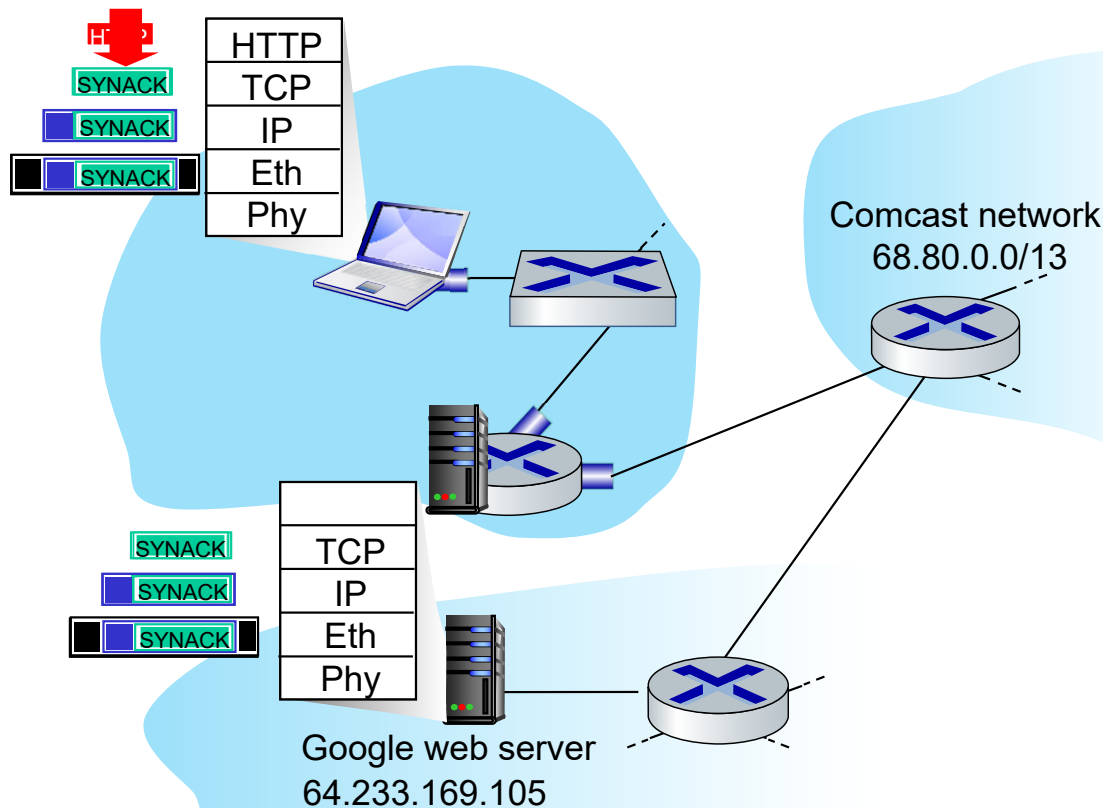 HTTP
SYNACK
SYNACK
SYNACK
HTTP
TCP
IP
Eth
Phy
Comcast network
68.80.0.0/13
SYNACK
SYNACK
SYNACK
TCP
IP
Eth
Phy
Google web server
64.233.169.105